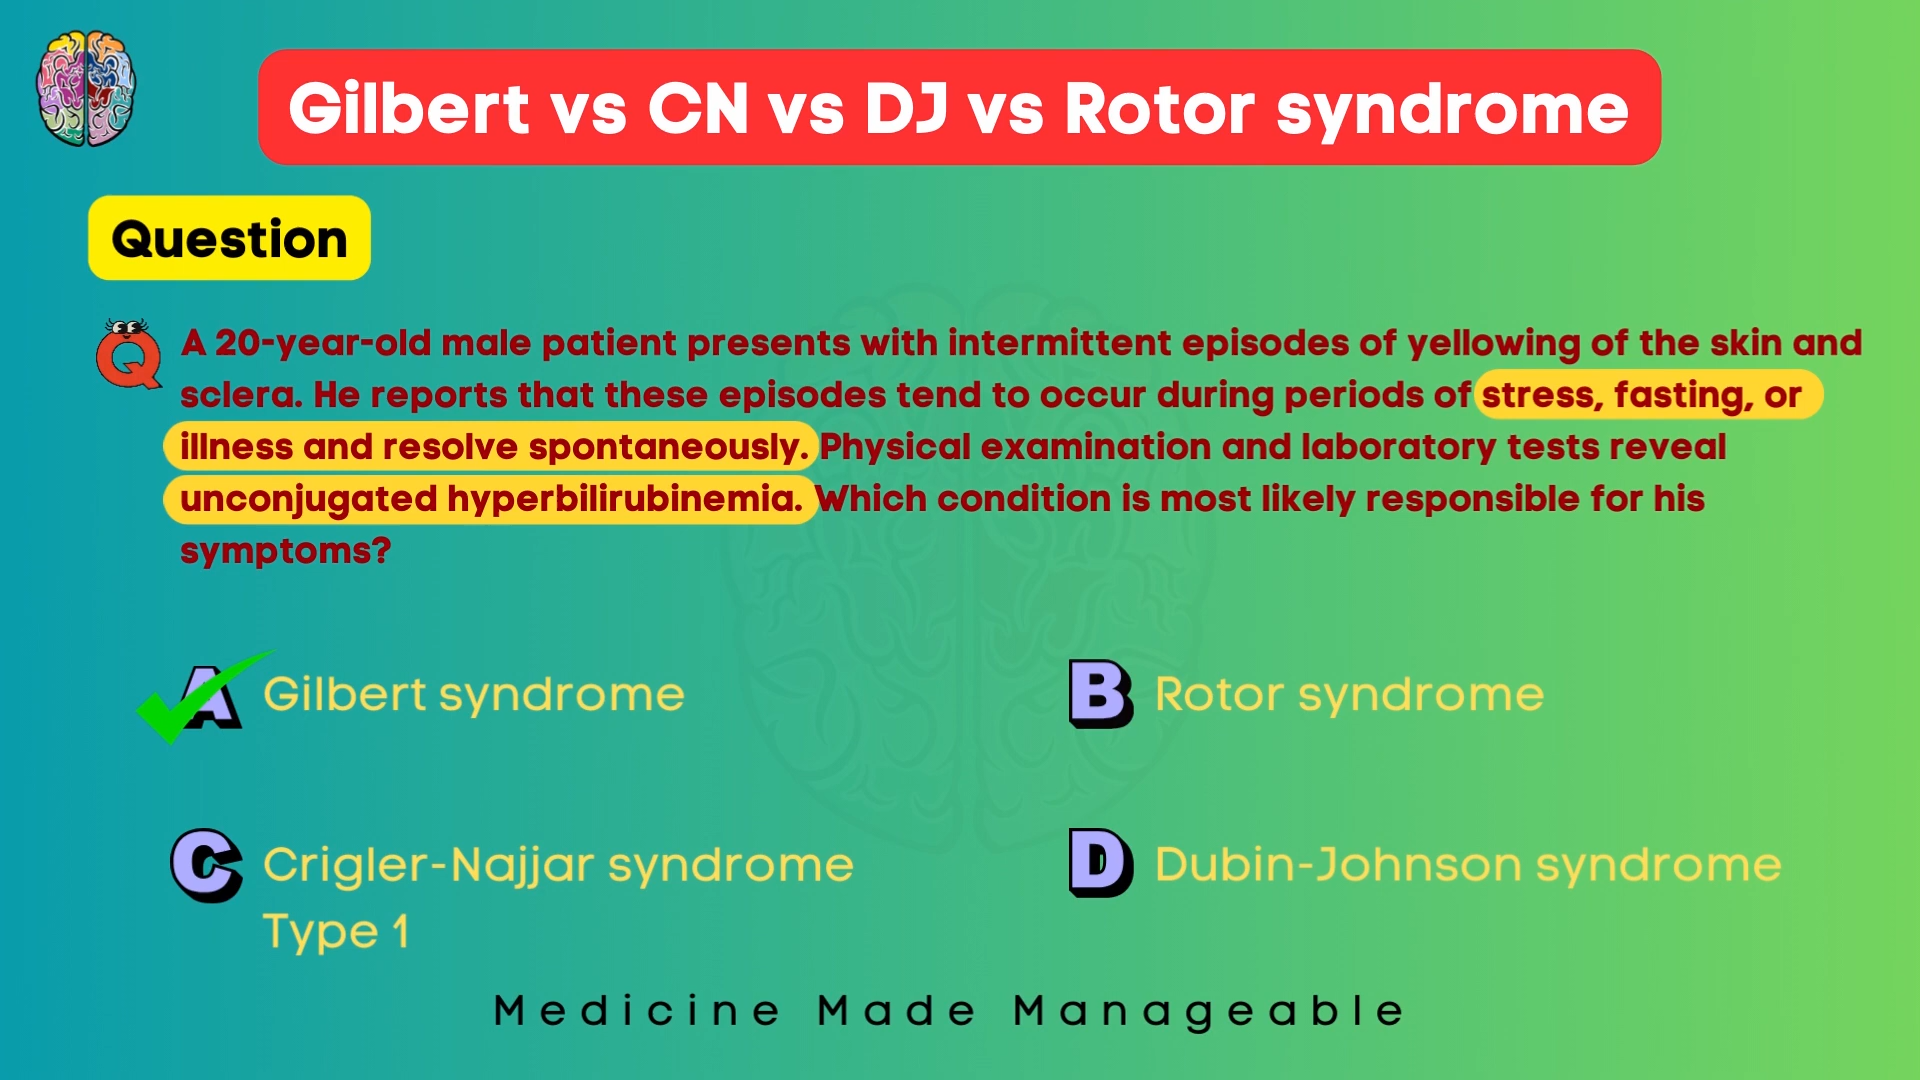 Gilbert vs CN vs DJ vs Rotor syndrome
Question
Q A 20-year-old male patient presents with intermittent episodes of yellowing of the skin and
sclera. He reports that these episodes tend to occur during periods of stress, fasting, or
illness and resolve spontaneously. Physical examination and laboratory tests reveal
unconjugated hyperbilirubinemia. Which condition is most likely responsible for his
symptoms?
A Gilbert syndrome
B Rotor syndrome
C Crigler-Najjar syndrome
Type 1
D Dubin-Johnson syndrome
Medicine Made Manageable